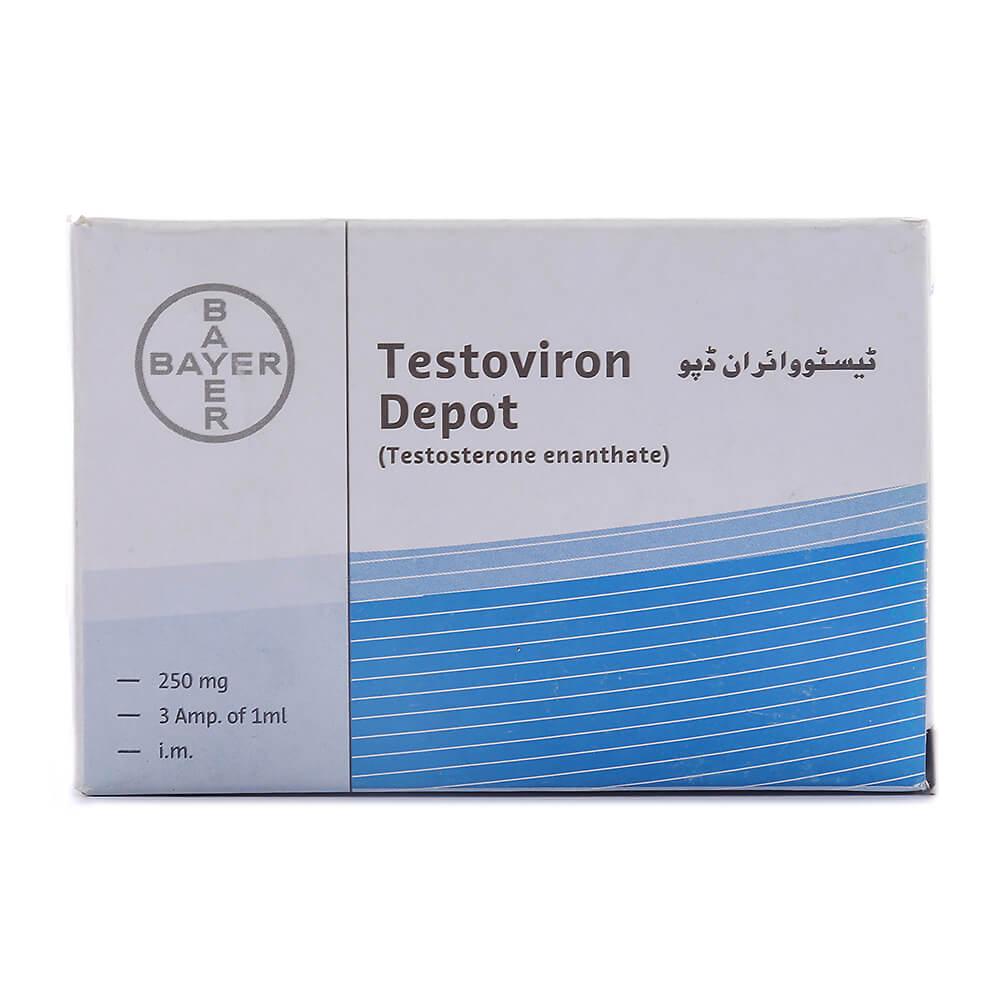 BAYER
BAYER
Testoviron
ٹیسٹووائران ڈپو
Depot
(Testosterone enanthate)
— 250 mg
— 3 Amp. of 1ml
— i.m.